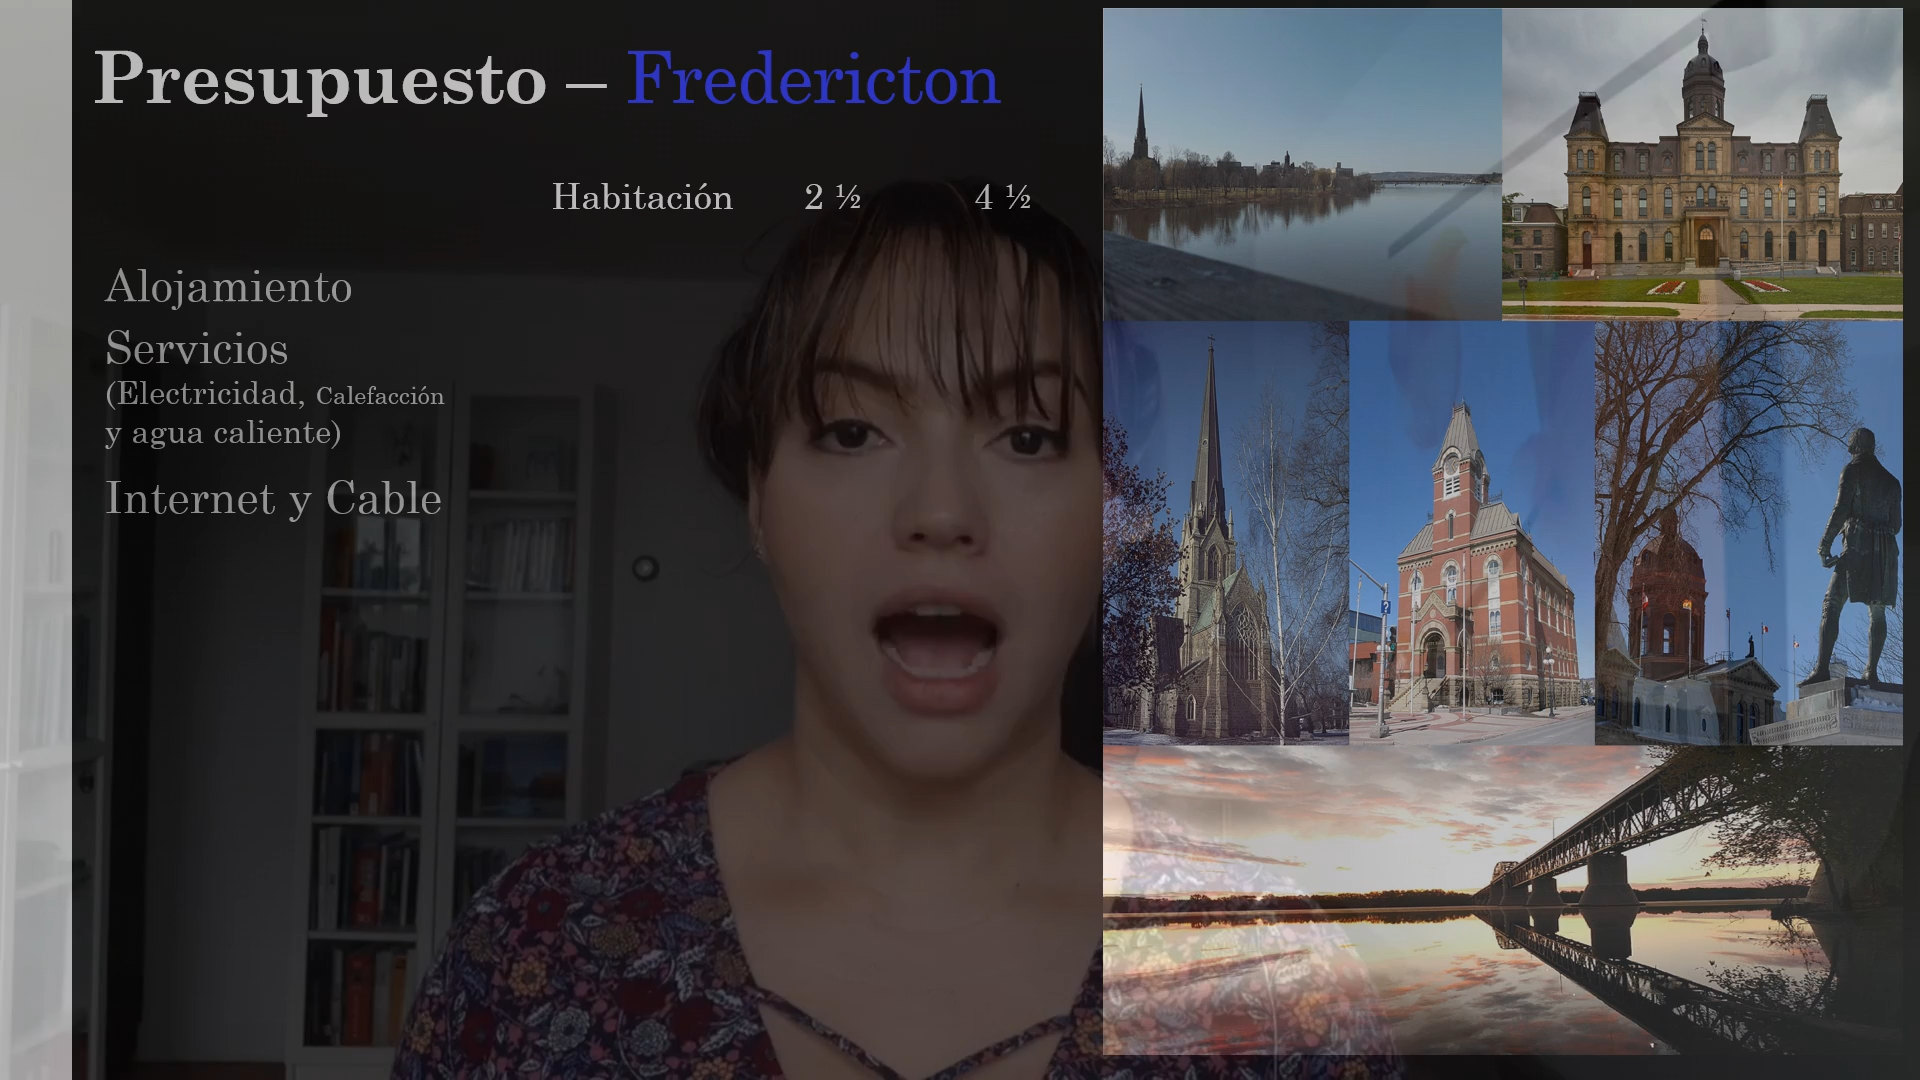 Presupuesto – Fredericton
Habitación 2 ½ 4 ½
Alojamiento
Servicios
(Electricidad, Calefacción
y agua caliente)
Internet y Cable